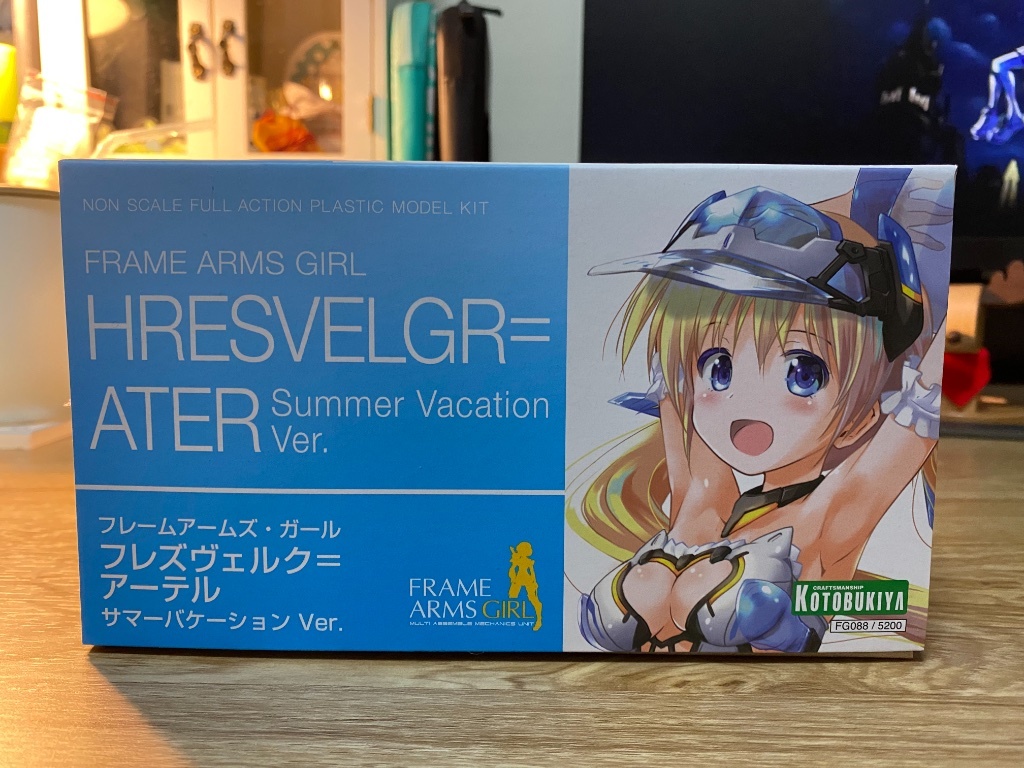 NON SCALE FULL ACTION PLASTIC MODEL KIT
FRAME ARMS GIRL
HRESVELGR=
ATER Summer Vacation
Ver.
フレームアームズ・ガール
フレズヴェルク=
アーテル
サマーバケーション Ver.
FRAME
ARMS GIRL
MULTI ASSEMBLE MECHANICS UNIT
CRAFTSMANSHIP
KOTOBUKIYA
FG088 / 5200